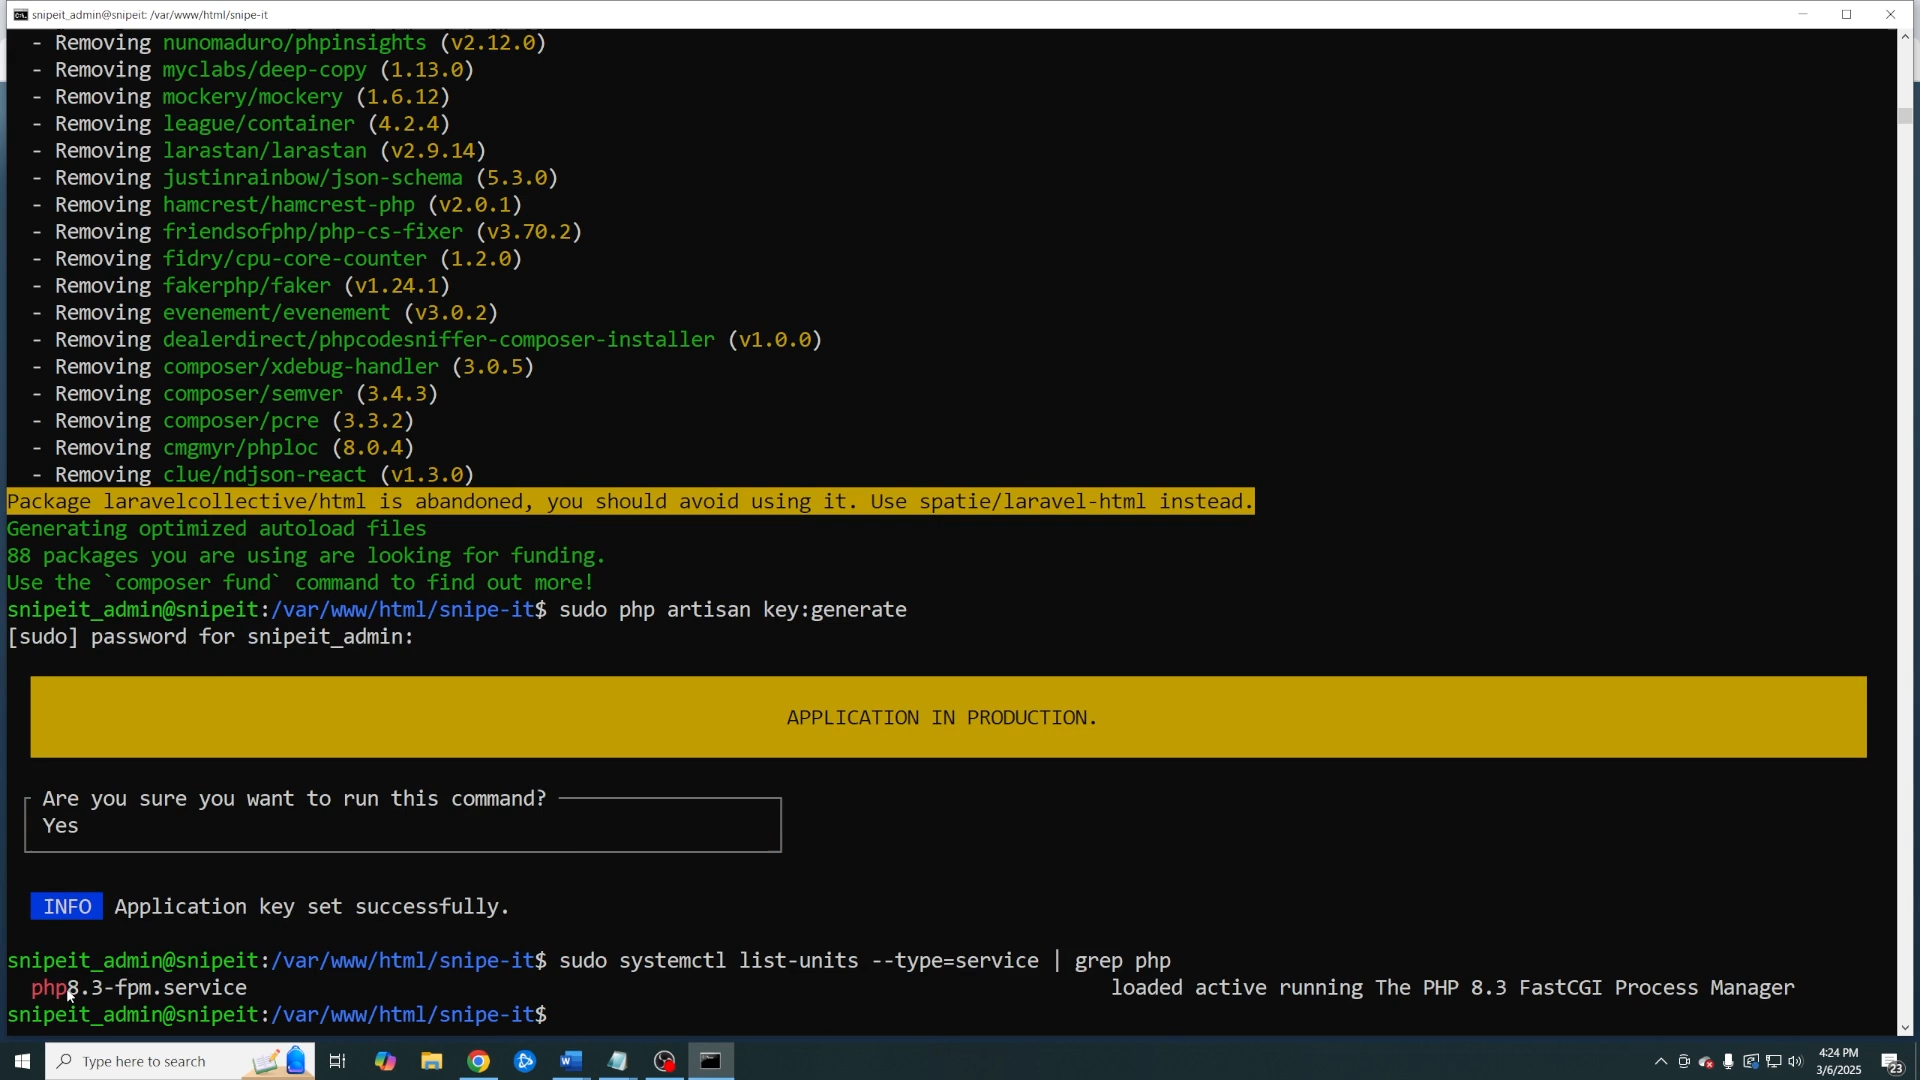 snipeit_admin@snipeit: /var/www/html/snipe-it
- Removing nunomaduro/phpinsights (v2.12.0)
- Removing myclabs/deep-copy (1.13.0)
- Removing mockery/mockery (1.6.12)
- Removing league/container (4.2.4)
- Removing larastan/larastan (v2.9.14)
- Removing justinrainbow/json-schema (5.3.0)
- Removing hamcrest/hamcrest-php (v2.0.1)
- Removing friendsofphp/php-cs-fixer (v3.70.2)
- Removing fidry/cpu-core-counter (1.2.0)
- Removing fakerphp/faker (v1.24.1)
- Removing evenement/evenement (v3.0.2)
- Removing dealerdirect/phpcodesniffer-composer-installer (v1.0.0)
- Removing composer/xdebug-handler (3.0.5)
- Removing composer/semver (3.4.3)
- Removing composer/pcre (3.3.2)
- Removing cmgmyr/phploc (8.0.4)
- Removing clue/ndjson-react (v1.3.0)
Package laravelcollective/html is abandoned, you should avoid using it. Use spatie/laravel-html instead.
Generating optimized autoload files
88 packages you are using are looking for funding.
Use the `composer fund` command to find out more!
snipeit_admin@snipeit:/var/www/html/snipe-it$ sudo php artisan key:generate
[sudo] password for snipeit_admin:
APPLICATION IN PRODUCTION.
Are you sure you want to run this command?
Yes
INFO Application key set successfully.
snipeit_admin@snipeit:/var/www/html/snipe-it$ sudo systemctl list-units --type=service | grep php
php8.3-fpm.service loaded active running The PHP 8.3 FastCGI Process Manager
snipeit_admin@snipeit:/var/www/html/snipe-it$
Type here to search
4:24 PM
3/6/2025
23